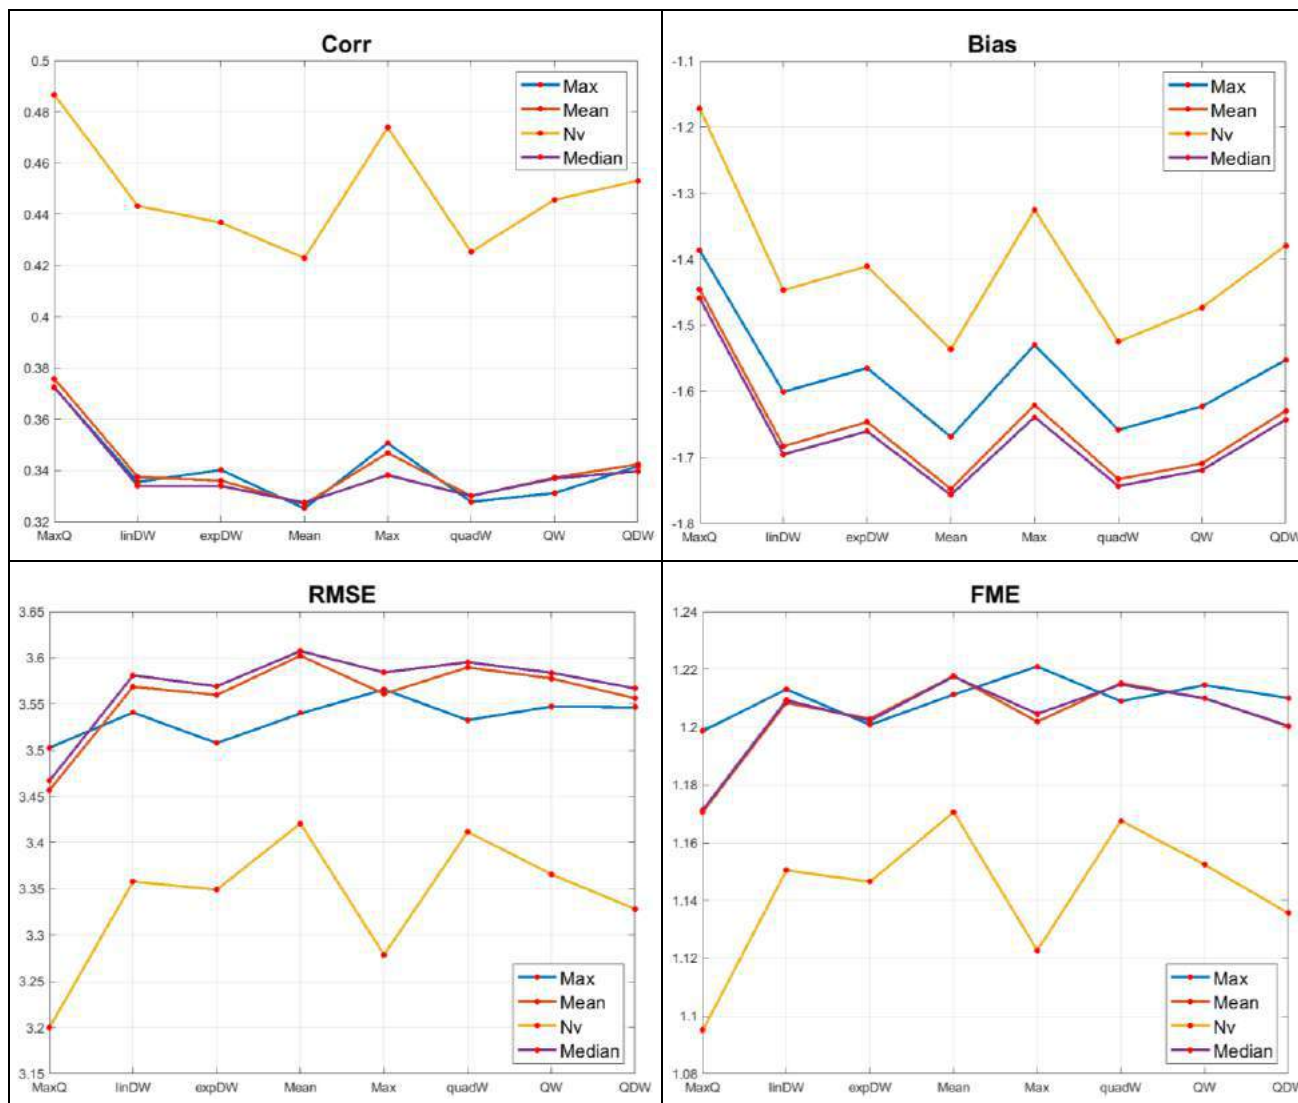 Corr
0.5
0.48
0.46
0.44
0.42
0.4
0.38
0.36
0.34
0.32
MaxQ linDW expDW Mean Max quadW QW QDW
Max
Mean
Nv
Median
Bias
-1.1
-1.2
-1.3
-1.4
-1.5
-1.6
-1.7
-1.8
MaxQ linDW expDW Mean Max quadW QW QDW
Max
Mean
Nv
Median
RMSE
3.65
3.6
3.55
3.5
3.45
3.4
3.35
3.3
3.25
3.2
3.15
MaxQ linDW expDW Mean Max quadW QW QDW
Max
Mean
Nv
Median
FME
1.24
1.22
1.2
1.18
1.16
1.14
1.12
1.1
1.08
MaxQ linDW expDW Mean Max quadW QW QDW
Max
Mean
Nv
Median